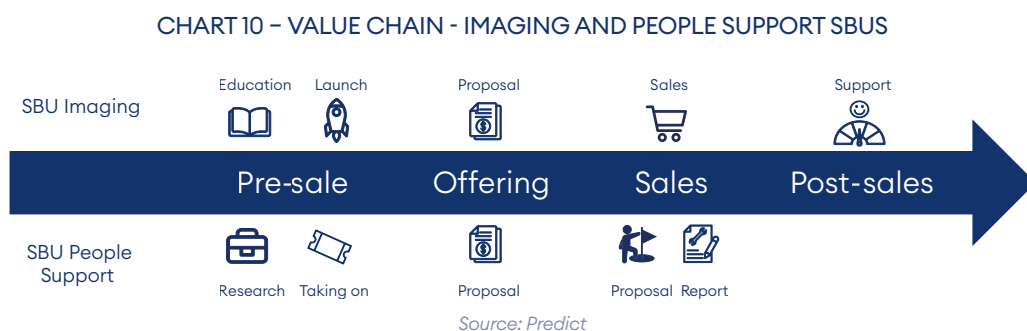 CHART 10 – VALUE CHAIN - IMAGING AND PEOPLE SUPPORT SBUS
Education Launch Proposal Sales Support
SBU Imaging
Pre-sale Offering Sales Post-sales
SBU People
Support
Research Taking on Proposal Proposal Report
Source: Predict